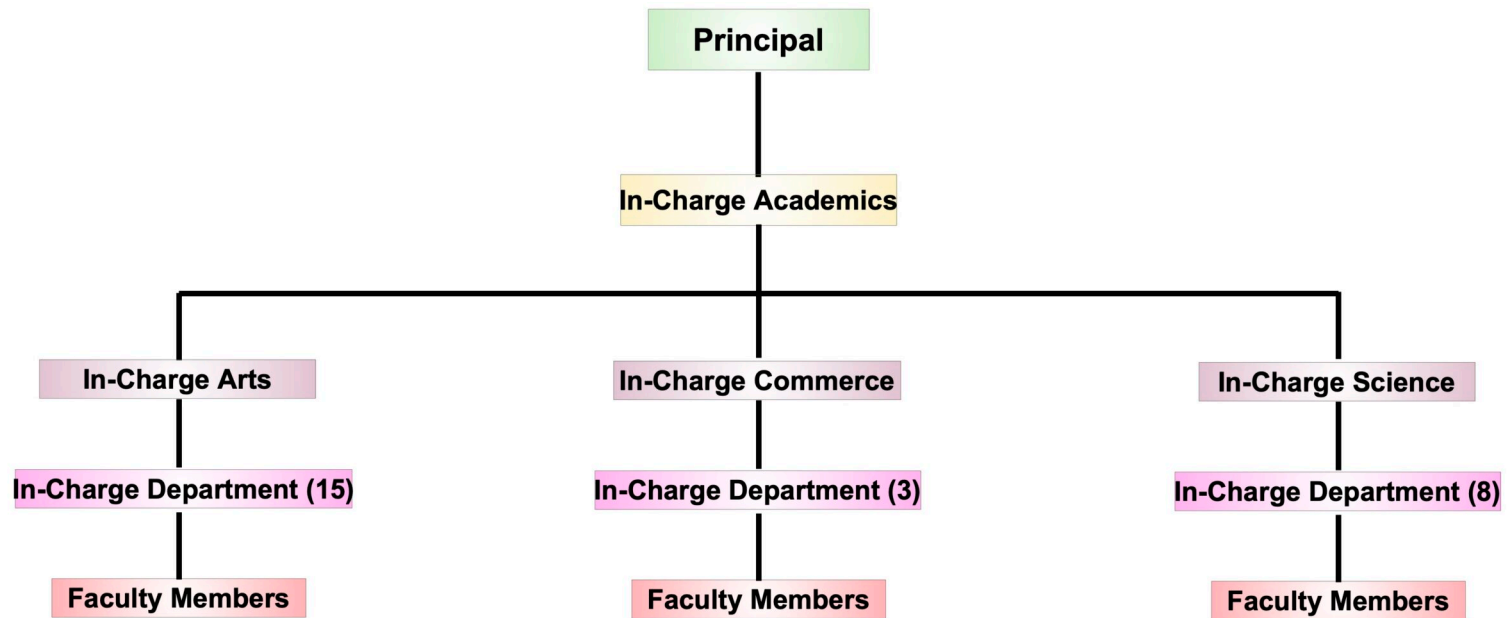 Principal
In-Charge Academics
In-Charge Arts
In-Charge Commerce
In-Charge Science
In-Charge Department (15)
In-Charge Department (3)
In-Charge Department (8)
Faculty Members
Faculty Members
Faculty Members